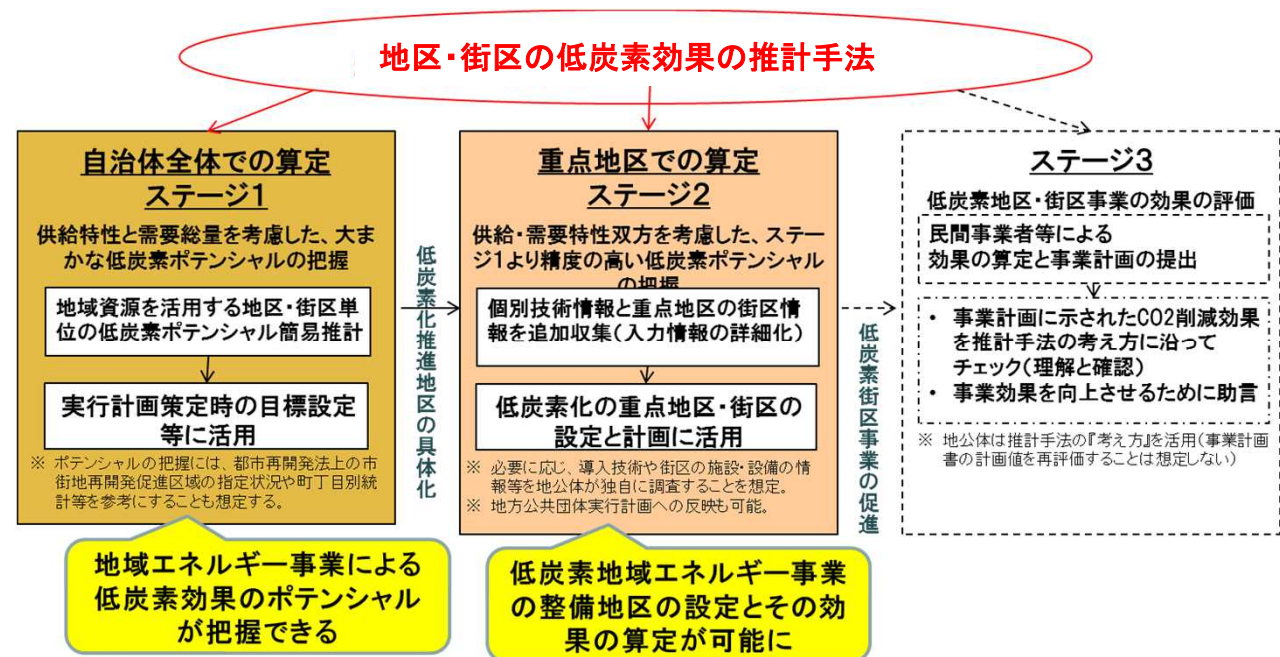 地区・街区の低炭素効果の推計手法
自治体全体での算定
ステージ1
供給特性と需要総量を考慮した、大ま
かな低炭素ポテンシャルの把握
地域資源を活用する地区・街区単
位の低炭素ポテンシャル簡易推計
実行計画策定時の目標設定
等に活用
※ ポテンシャルの把握には、都市再開発法上の市
街地再開発促進区域の指定状況や町丁目別統
計等を参考にすることも想定する。
地域エネルギー事業による
低炭素効果のポテンシャル
が把握できる
低炭素化推進地区の具体化
重点地区での算定
ステージ2
供給・需要特性双方を考慮した、ステー
ジ1より精度の高い低炭素ポテンシャル
の把握
個別技術情報と重点地区の街区情
報を追加収集(入力情報の詳細化)
低炭素化の重点地区・街区の
設定と計画に活用
※ 必要に応じ、導入技術や街区の施設・設備の情
報等を地公体が独自に調査することを想定。
※ 地方公共団体実行計画への反映も可能。
低炭素地域エネルギー事業
の整備地区の設定とその効
果の算定が可能に
低炭素街区事業の促進
ステージ3
低炭素地区・街区事業の効果の評価
民間事業者等による
効果の算定と事業計画の提出
• 事業計画に示されたCO2削減効果
を推計手法の考え方に沿って
チェック(理解と確認)
• 事業効果を向上させるために助言
※ 地公体は推計手法の『考え方』を活用(事業計画
書の計画値を再評価することは想定しない)